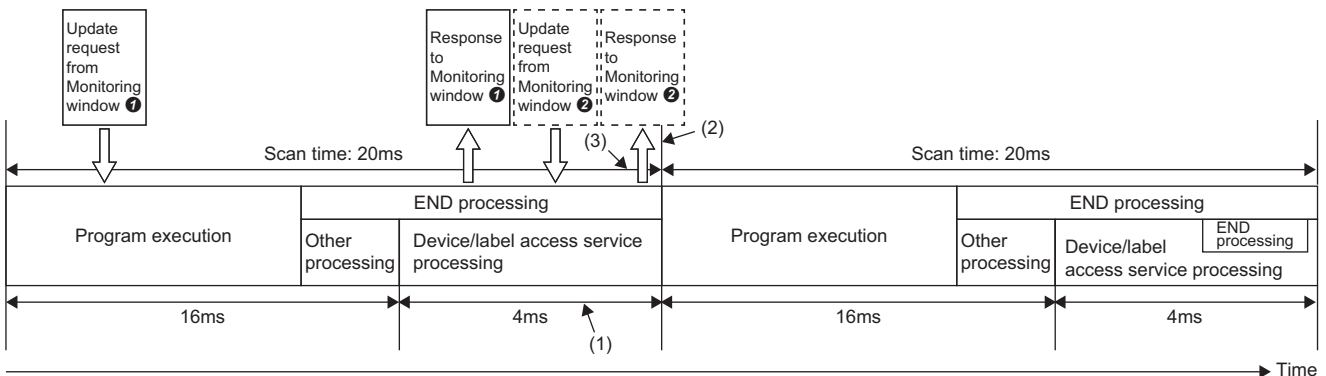 Update
request
from
Monitoring
window ❶
Response
to
Monitoring
window ❶
Update
request
from
Monitoring
window ❷
Response
to
Monitoring
window ❷
(3)
(2)
Scan time: 20ms
Scan time: 20ms
Program execution
END processing
Other
processing
Device/label access service
processing
Program execution
END processing
Other
processing
Device/label
access service processing
END
processing
16ms
4ms
(1)
16ms
4ms
Time